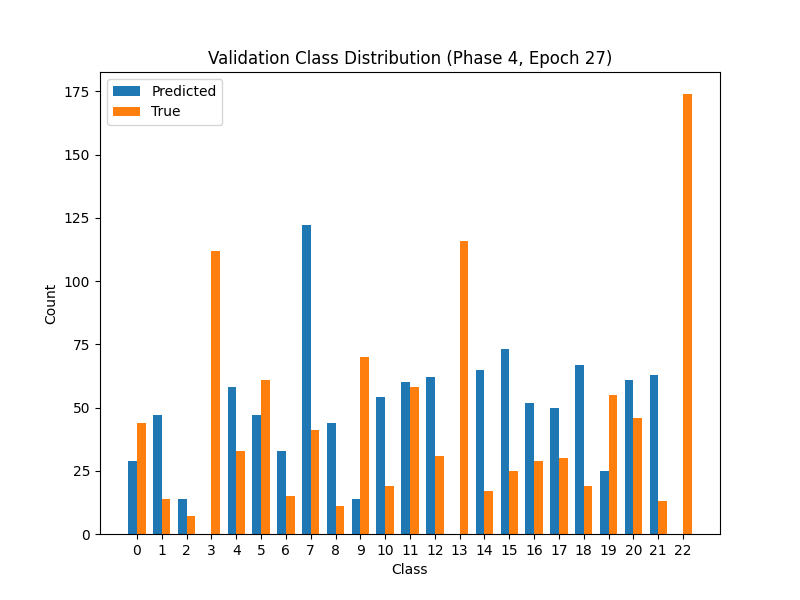 Validation Class Distribution (Phase 4, Epoch 27)
Predicted
True
175
150
125
100
75
50
25
0
Count
0 1 2 3 4 5 6 7 8 9 10 11 12 13 14 15 16 17 18 19 20 21 22
Class